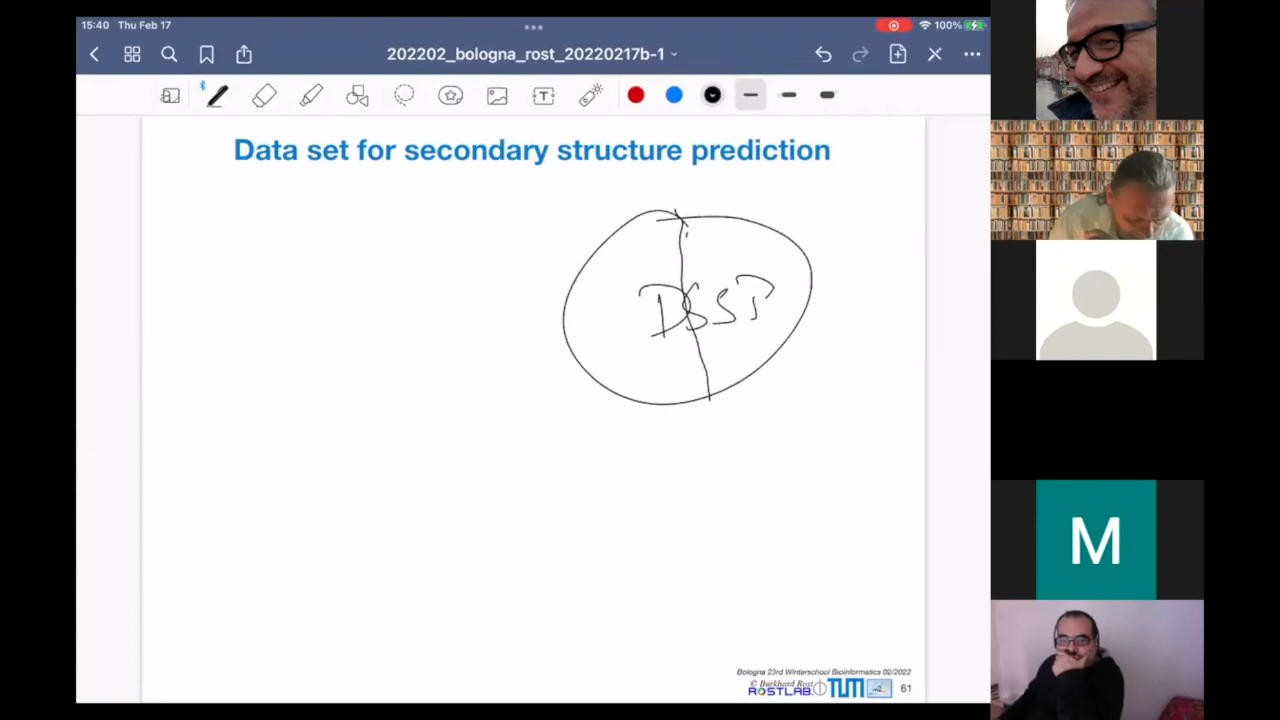 15:40 Thu Feb 17
100%
202202_bologna_rost_20220217b-1
T
Data set for secondary structure prediction
Bologna 23rd Winterschool Bioinformatics 02/2022
© Burkhard Rost
ROSTLAB TUM 61
M